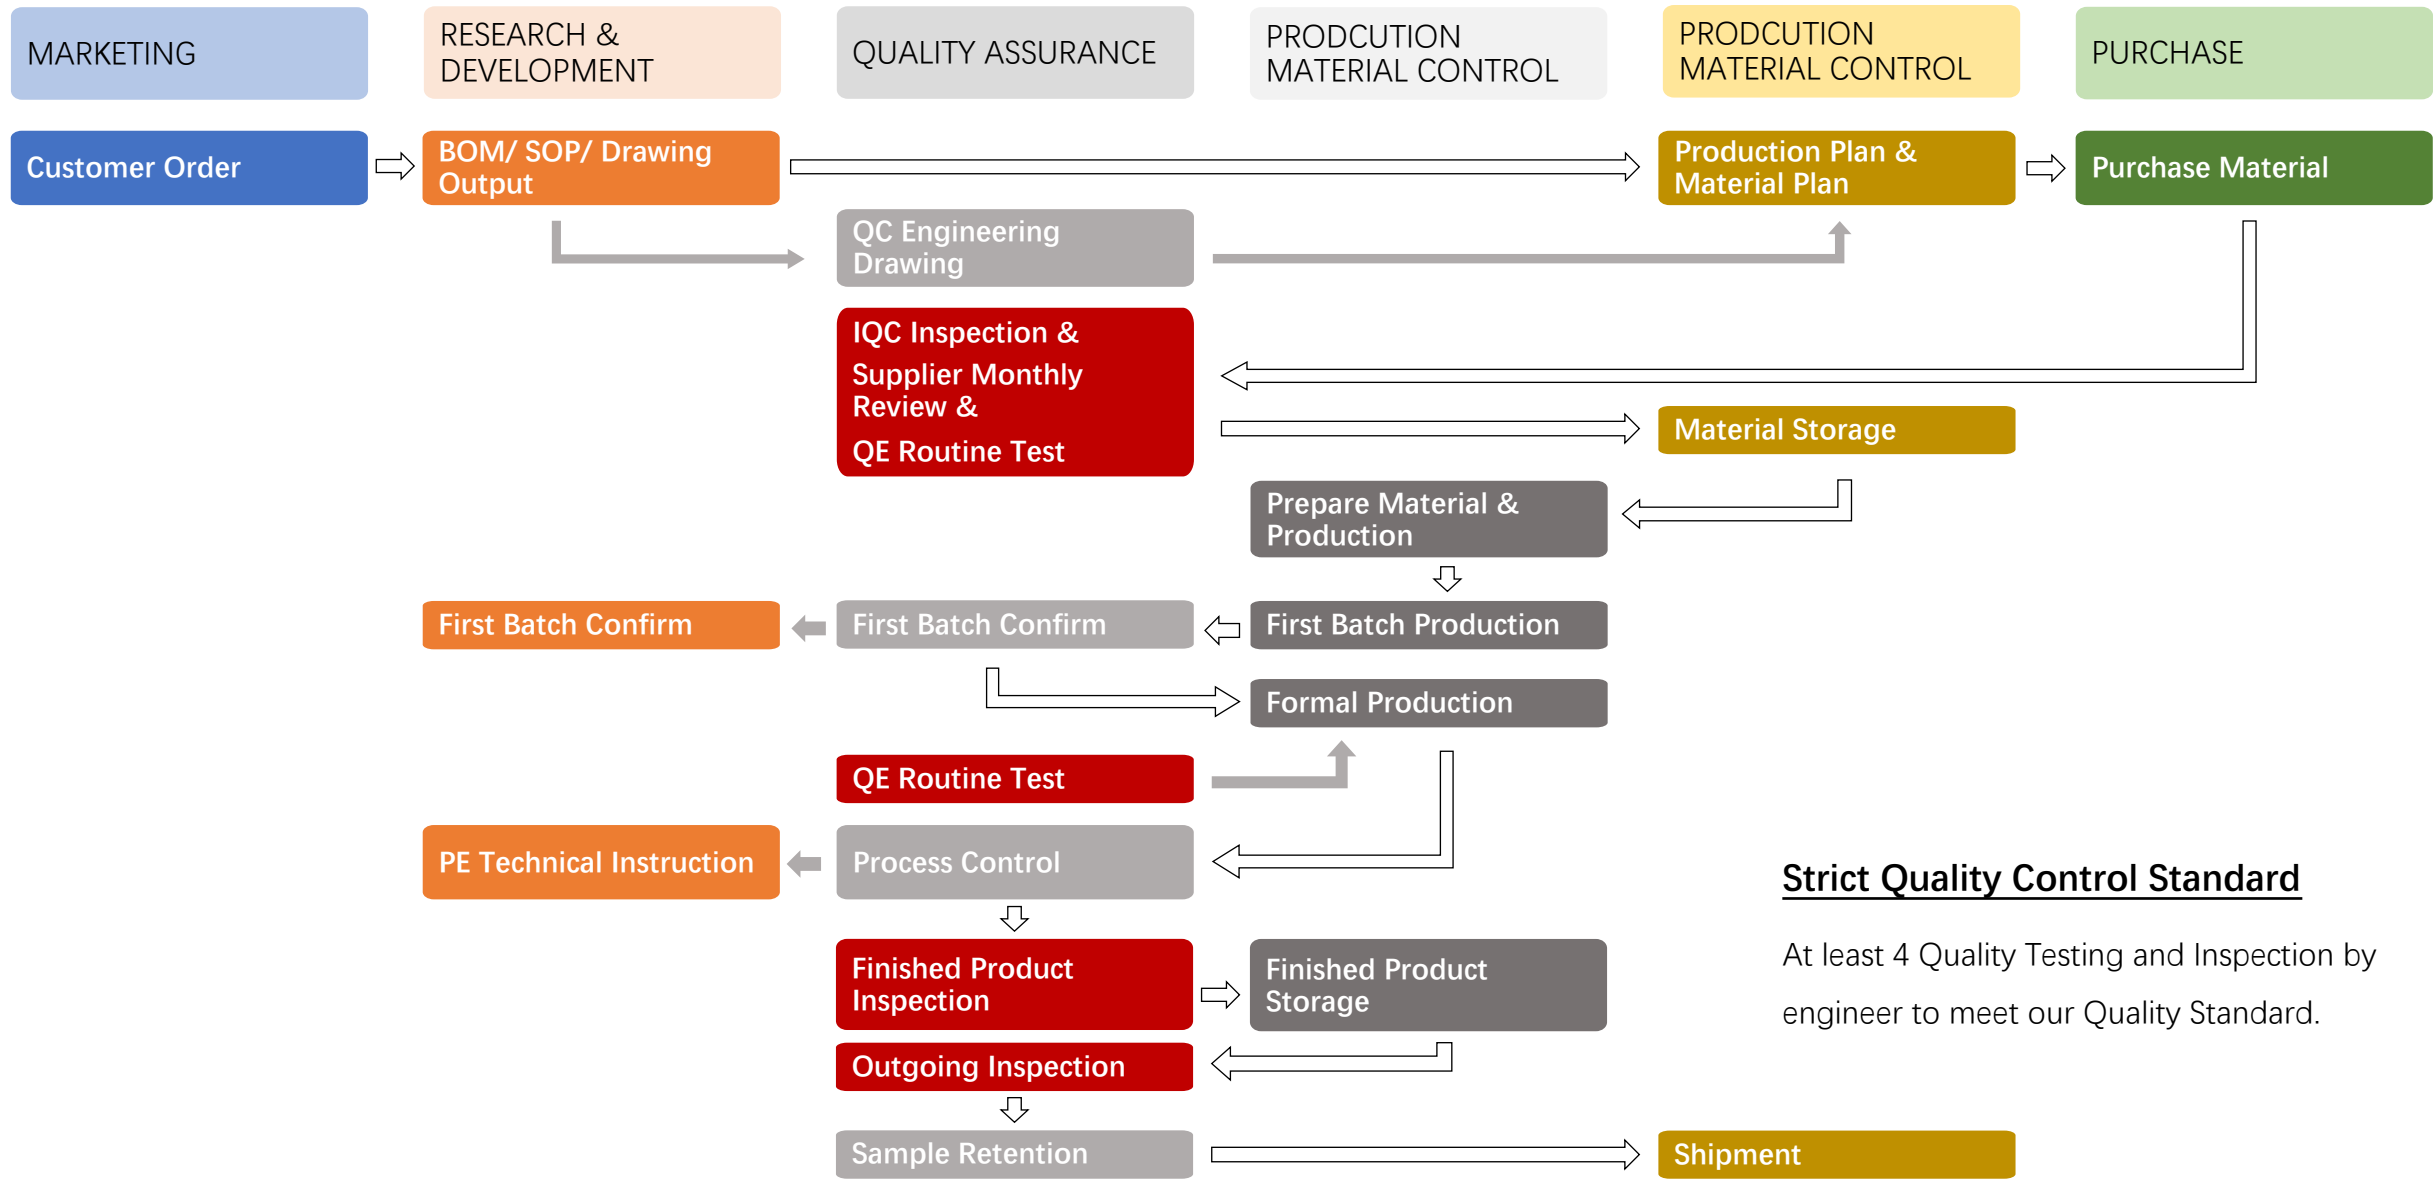 MARKETING
RESEARCH &
DEVELOPMENT
QUALITY ASSURANCE
PRODCUTION
MATERIAL CONTROL
PRODCUTION
MATERIAL CONTROL
PURCHASE
Customer Order
BOM/ SOP/ Drawing
Output
Production Plan &
Material Plan
Purchase Material
QC Engineering
Drawing
IQC Inspection &
Supplier Monthly
Review &
QE Routine Test
Material Storage
Prepare Material &
Production
First Batch Confirm
First Batch Confirm
First Batch Production
Formal Production
QE Routine Test
PE Technical Instruction
Process Control
Strict Quality Control Standard
At least 4 Quality Testing and Inspection by
engineer to meet our Quality Standard.
Finished Product
Inspection
Finished Product
Storage
Outgoing Inspection
Sample Retention
Shipment